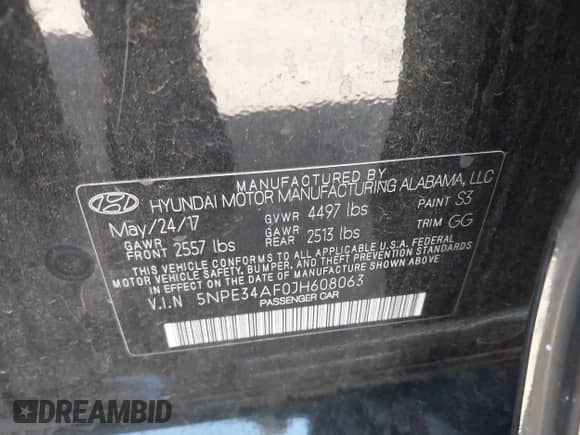 MANUFACTURED BY
HYUNDAI MOTOR MANUFACTURING ALABAMA, LLC
May/24/17 GVWR 4497 lbs PAINT S3
GAWR FRONT 2557 lbs GAWR REAR 2513 lbs TRIM GG
THIS VEHICLE CONFORMS TO ALL APPLICABLE U.S.A. FEDERAL
MOTOR VEHICLE SAFETY, BUMPER, AND THEFT PREVENTION STANDARDS
IN EFFECT ON THE DATE OF MANUFACTURE SHOWN ABOVE.
V.I.N 5NPE34AF0JH608063
PASSENGER CAR
DREAMBID